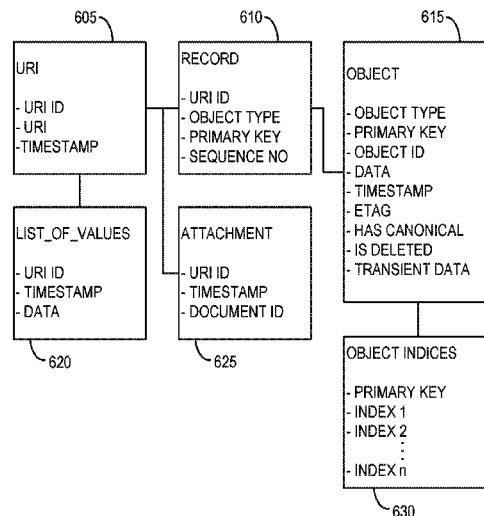 605
URI
- URI ID
- URI
-TIMESTAMP
610
RECORD
- URI ID
- OBJECT TYPE
- PRIMARY KEY
- SEQUENCE NO
615
OBJECT
- OBJECT TYPE
- PRIMARY KEY
- OBJECT ID
- DATA
- TIMESTAMP
- ETAG
- HAS CANONICAL
- IS DELETED
- TRANSIENT DATA
LIST_OF_VALUES
- URI ID
- TIMESTAMP
- DATA
620
ATTACHMENT
- URI ID
- TIMESTAMP
- DOCUMENT ID
625
OBJECT INDICES
- PRIMARY KEY
- INDEX 1
- INDEX 2
- INDEX n
630